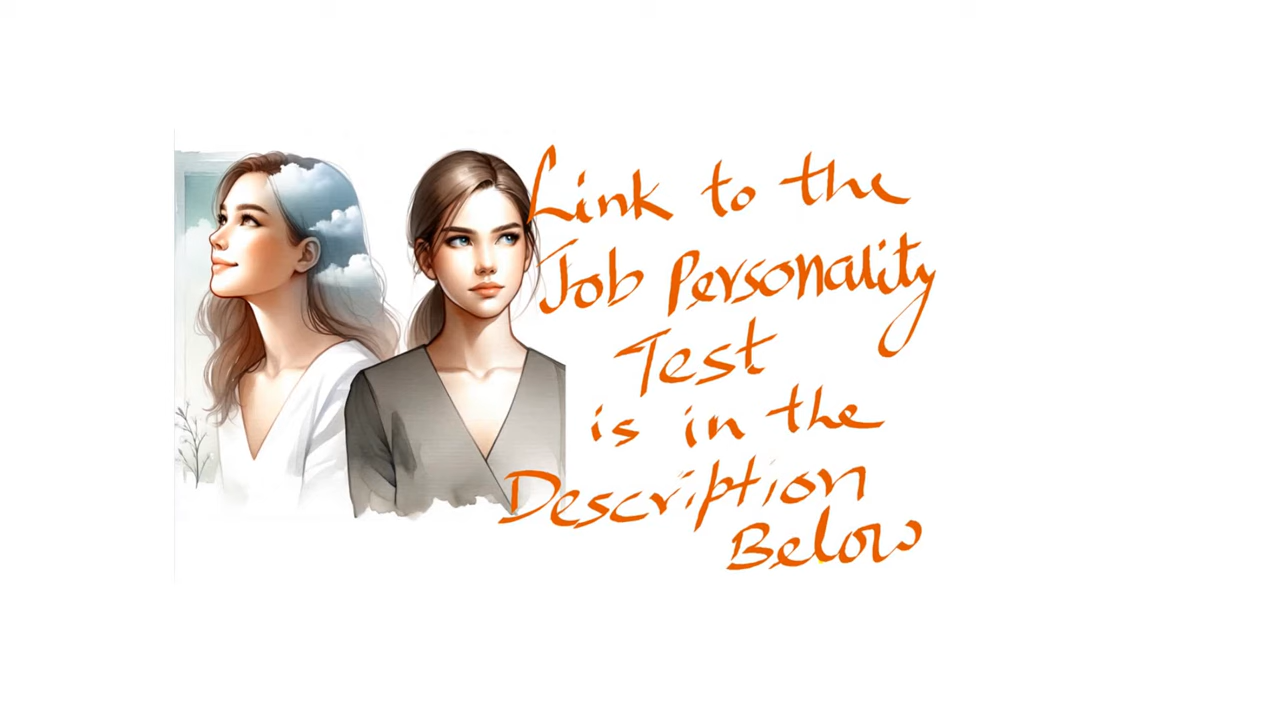 Link to the
Job Personality
Test
is in the
Description
Below